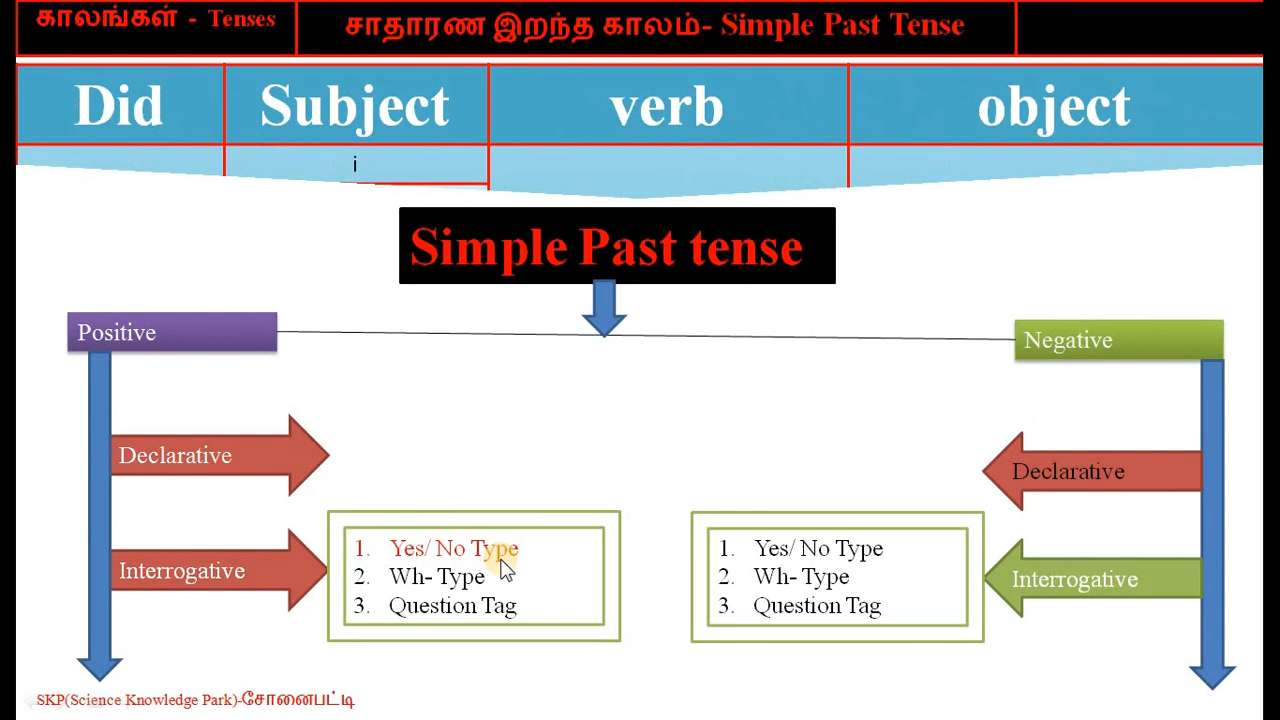 காலங்கள் - Tenses
சாதாரண இறந்த காலம்- Simple Past Tense
Did Subject verb object
i
Simple Past tense
Positive
Negative
Declarative
Declarative
Interrogative
1. Yes/ No Type
2. Wh- Type
3. Question Tag
1. Yes/ No Type
2. Wh- Type
3. Question Tag
Interrogative
SKP(Science Knowledge Park)-சோனைபட்டி